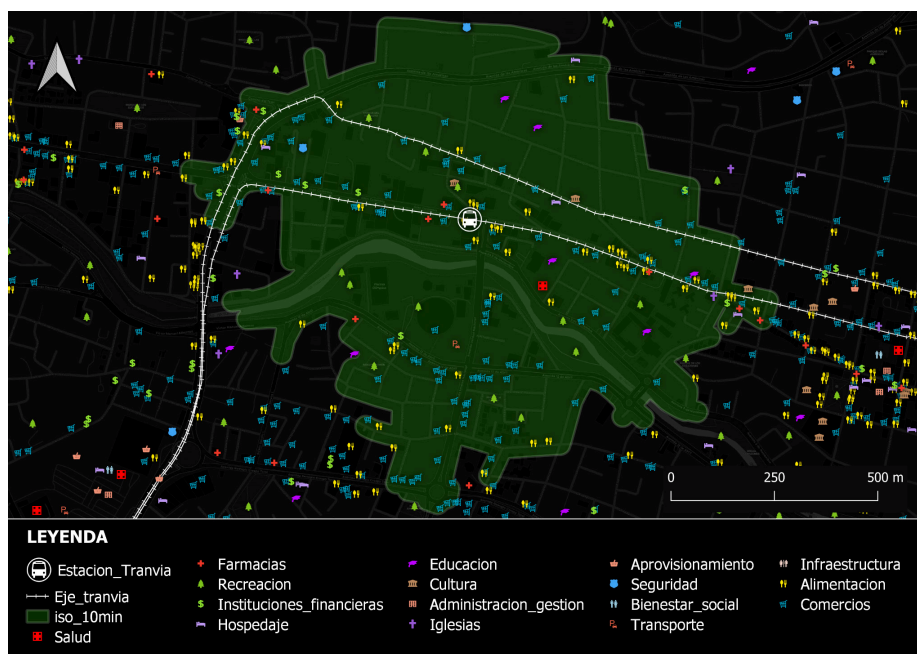 0 250 500 m
LEYENDA
Estacion_Tranvia
Eje_tranvia
iso_10min
Salud
Farmacias
Recreacion
Instituciones_financieras
Hospedaje
Educacion
Cultura
Administracion_gestion
Iglesias
Aprovisionamiento
Seguridad
Bienestar_social
Transporte
Infraestructura
Alimentacion
Comercios